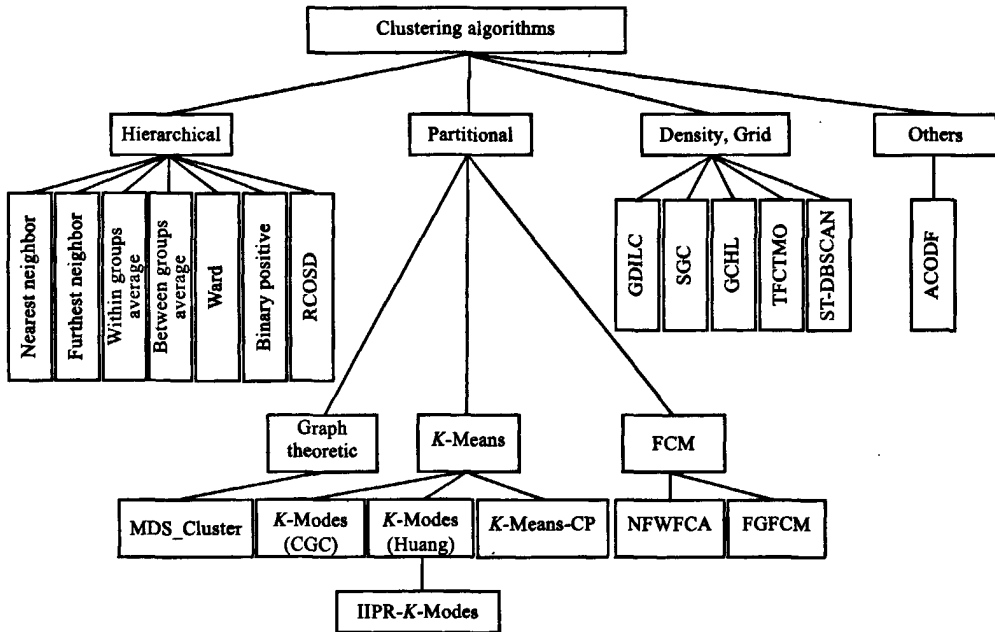 Clustering algorithms
Hierarchical
Partitional
Density, Grid
Others
Nearest neighbor
Furthest neighbor
Within groups
average
Between groups
average
Ward
Binary positive
RCOSD
GDILC
SGC
GCHL
TFCTMO
ST-DBSCAN
ACODF
Graph
theoretic
K-Means
FCM
MDS_Cluster
K-Modes
(CGC)
K-Modes
(Huang)
K-Means-CP
NFWFCA
FGFCM
IIPR-K-Modes